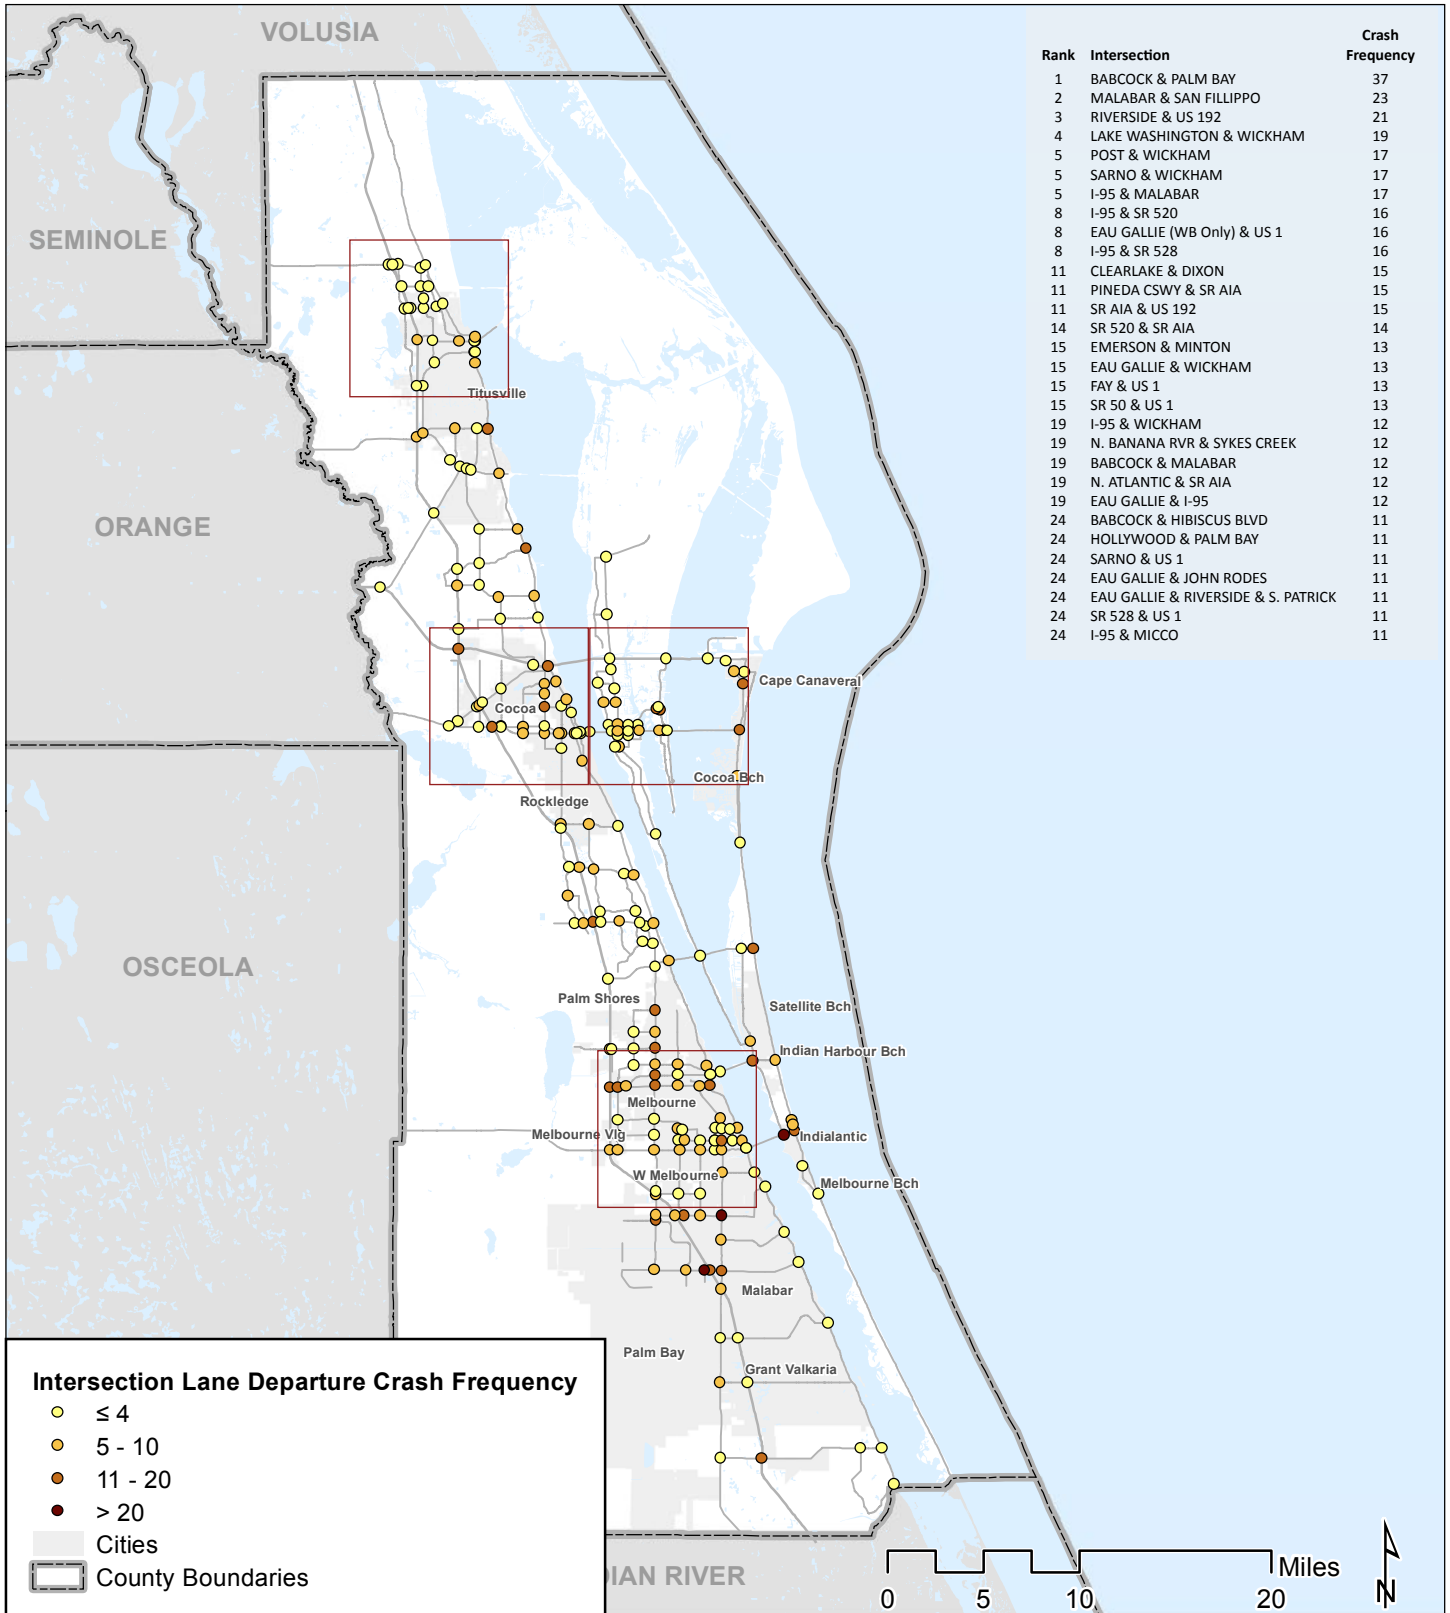 VOLUSIA
SEMINOLE
ORANGE
OSCEOLA
DIAN RIVER
Titusville
Cocoa
Cape Canaveral
Cocoa Bch
Rockledge
Palm Shores
Satellite Bch
Indian Harbour Bch
Melbourne
Melbourne Vlg
Indialantic
W Melbourne
Melbourne Bch
Malabar
Palm Bay
Grant Valkaria
Crash
Rank Intersection Frequency
1 BABCOCK & PALM BAY 37
2 MALABAR & SAN FILLIPPO 23
3 RIVERSIDE & US 192 21
4 LAKE WASHINGTON & WICKHAM 19
5 POST & WICKHAM 17
5 SARNO & WICKHAM 17
5 I-95 & MALABAR 17
8 I-95 & SR 520 16
8 EAU GALLIE (WB Only) & US 1 16
8 I-95 & SR 528 16
11 CLEARLAKE & DIXON 15
11 PINEDA CSWY & SR AIA 15
11 SR AIA & US 192 15
14 SR 520 & SR AIA 14
15 EMERSON & MINTON 13
15 EAU GALLIE & WICKHAM 13
15 FAY & US 1 13
15 SR 50 & US 1 13
19 I-95 & WICKHAM 12
19 N. BANANA RVR & SYKES CREEK 12
19 BABCOCK & MALABAR 12
19 N. ATLANTIC & SR AIA 12
19 EAU GALLIE & I-95 12
24 BABCOCK & HIBISCUS BLVD 11
24 HOLLYWOOD & PALM BAY 11
24 SARNO & US 1 11
24 EAU GALLIE & JOHN RODES 11
24 EAU GALLIE & RIVERSIDE & S. PATRICK 11
24 SR 528 & US 1 11
24 I-95 & MICCO 11
Intersection Lane Departure Crash Frequency
≤ 4
5 - 10
11 - 20
> 20
Cities
County Boundaries
Miles
0 5 10 20
N